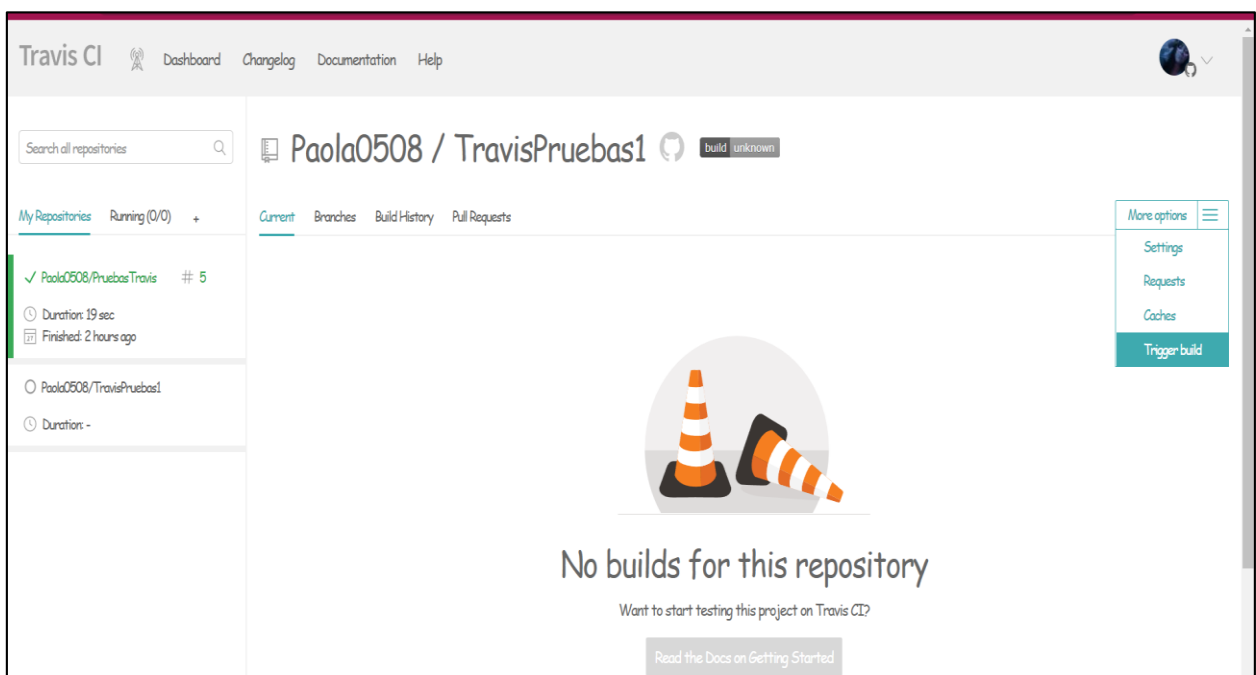 Travis CI Dashboard Changelog Documentation Help
Search all repositories
Paola0508 / TravisPruebas1 build unknown
My Repositories Running (0/0) +
Current Branches Build History Pull Requests
More options
Settings
Requests
Caches
Trigger build
Paola0508/PruebasTravis # 5
Duration: 19 sec
27 Finished: 2 hours ago
Paola0508/TravisPruebas1
Duration: -
No builds for this repository
Want to start testing this project on Travis CI?
Read the Docs on Getting Started